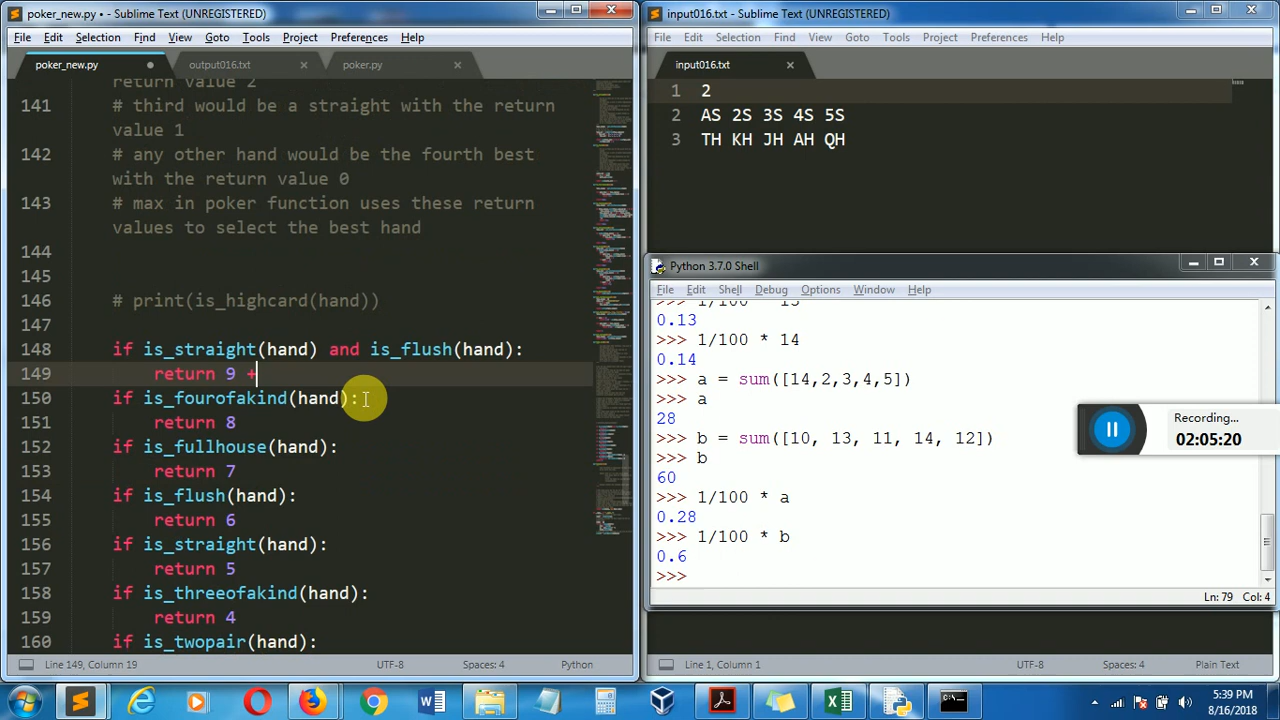 poker_new.py • - Sublime Text (UNREGISTERED)
File Edit Selection Find View Goto Tools Project Preferences Help
poker_new.py output016.txt poker.py
return value 2
141 # third would be a straght with the return
value 1
142 # any other hand would be the fourth best
with the return value
143 # max in poker function uses these return
values to select the best hand
144
145
146 # print(is_highcard(hand))
147
148 if is_straight(hand) is_flush(hand):
149 return 9 +
150 if is_fourofakind(hand):
151 return 8
152 if is_fullhouse(hand):
153 return 7
154 if is_flush(hand):
155 return 6
156 if is_straight(hand):
157 return 5
158 if is_threeofakind(hand):
159 return 4
160 if is_twopair(hand):
Line 149, Column 19 UTF-8 Spaces: 4 Python
input016.txt - Sublime Text (UNREGISTERED)
File Edit Selection Find View Goto Tools Project Preferences Help
input016.txt
1 2
2 1S 2S 3S 4S 5S
3 TH KH JH AH QH
Python 3.7.0 Shell
File Edit Shell Debug Options Window Help
>>> 1/100 * 13
0.13
>>> 1/100 * 14
0.14
>>> a = sum([14,2,3,4,5])
>>> a
28
>>> b = sum([10, 13, 11, 14, 12])
>>> b
60
>>> 1/100 * a
0.28
>>> 1/100 * b
0.6
>>>
Ln: 79 Col: 4
Recording...
02:05:20
Line 1, Column 1 UTF-8 Spaces: 4 Plain Text
5:39 PM
8/16/2018